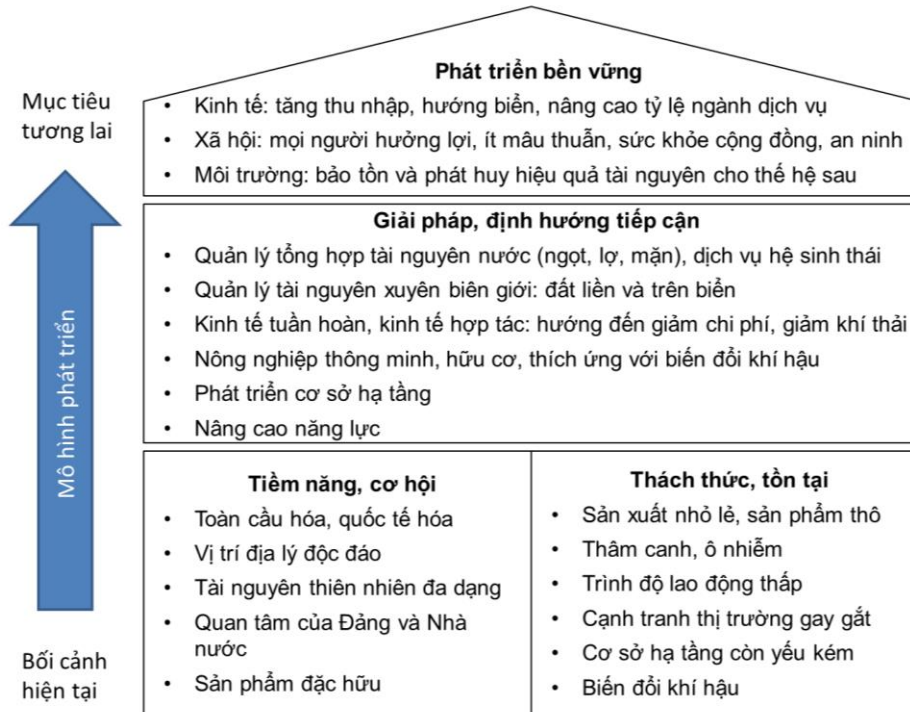 Phát triển bền vững
Mục tiêu
tương lai
• Kinh tế: tăng thu nhập, hướng biển, nâng cao tỷ lệ ngành dịch vụ
• Xã hội: mọi người hưởng lợi, ít mâu thuẫn, sức khỏe cộng đồng, an ninh
• Môi trường: bảo tồn và phát huy hiệu quả tài nguyên cho thế hệ sau
Giải pháp, định hướng tiếp cận
• Quản lý tổng hợp tài nguyên nước (ngọt, lợ, mặn), dịch vụ hệ sinh thái
• Quản lý tài nguyên xuyên biên giới: đất liền và trên biển
• Kinh tế tuần hoàn, kinh tế hợp tác: hướng đến giảm chi phí, giảm khí thải
• Nông nghiệp thông minh, hữu cơ, thích ứng với biến đổi khí hậu
• Phát triển cơ sở hạ tầng
• Nâng cao năng lực
Mô hình phát triển
Tiềm năng, cơ hội
• Toàn cầu hóa, quốc tế hóa
• Vị trí địa lý độc đáo
• Tài nguyên thiên nhiên đa dạng
• Quan tâm của Đảng và Nhà
nước
• Sản phẩm đặc hữu
Thách thức, tồn tại
• Sản xuất nhỏ lẻ, sản phẩm thô
• Thâm canh, ô nhiễm
• Trình độ lao động thấp
• Cạnh tranh thị trường gay gắt
• Cơ sở hạ tầng còn yếu kém
• Biến đổi khí hậu
Bối cảnh
hiện tại